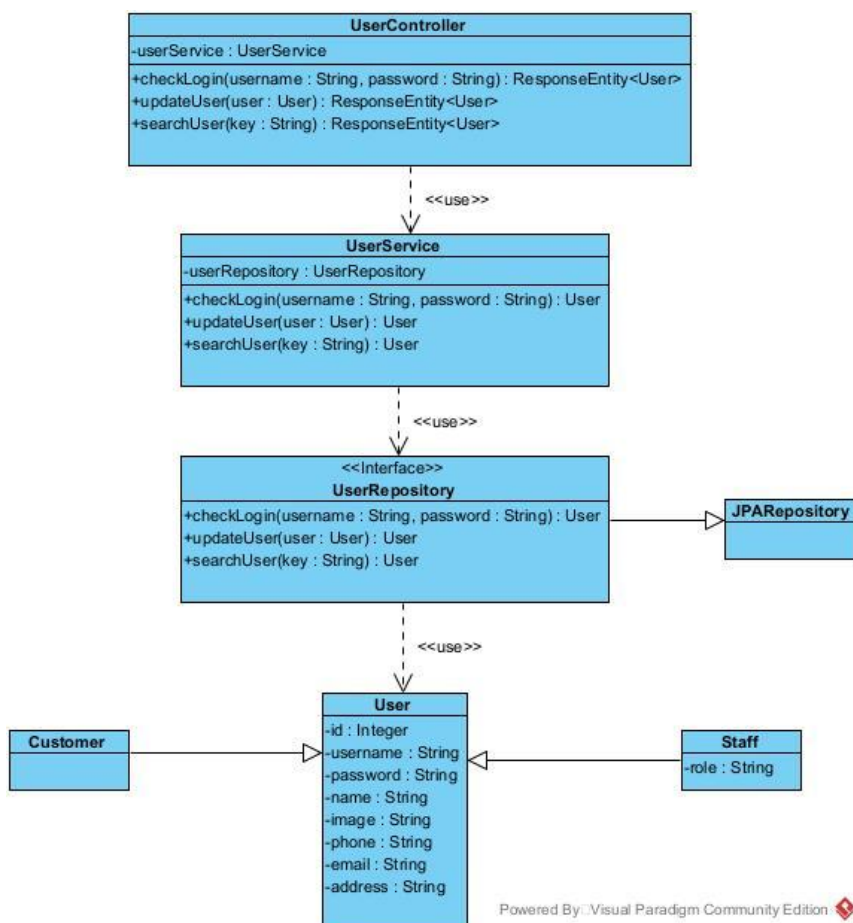 UserController
-userService : UserService
+checkLogin(username : String, password : String) : ResponseEntity<User>
+updateUser(user : User) : ResponseEntity<User>
+searchUser(key : String) : ResponseEntity<User>
<<use>>
UserService
-userRepository : UserRepository
+checkLogin(username : String, password : String) : User
+updateUser(user : User) : User
+searchUser(key : String) : User
<<use>>
<<Interface>>
UserRepository
+checkLogin(username : String, password : String) : User
+updateUser(user : User) : User
+searchUser(key : String) : User
JPARepository
<<use>>
Customer
User
-id : Integer
-username : String
-password : String
-name : String
-image : String
-phone : String
-email : String
-address : String
Staff
-role : String
Powered By Visual Paradigm Community Edition